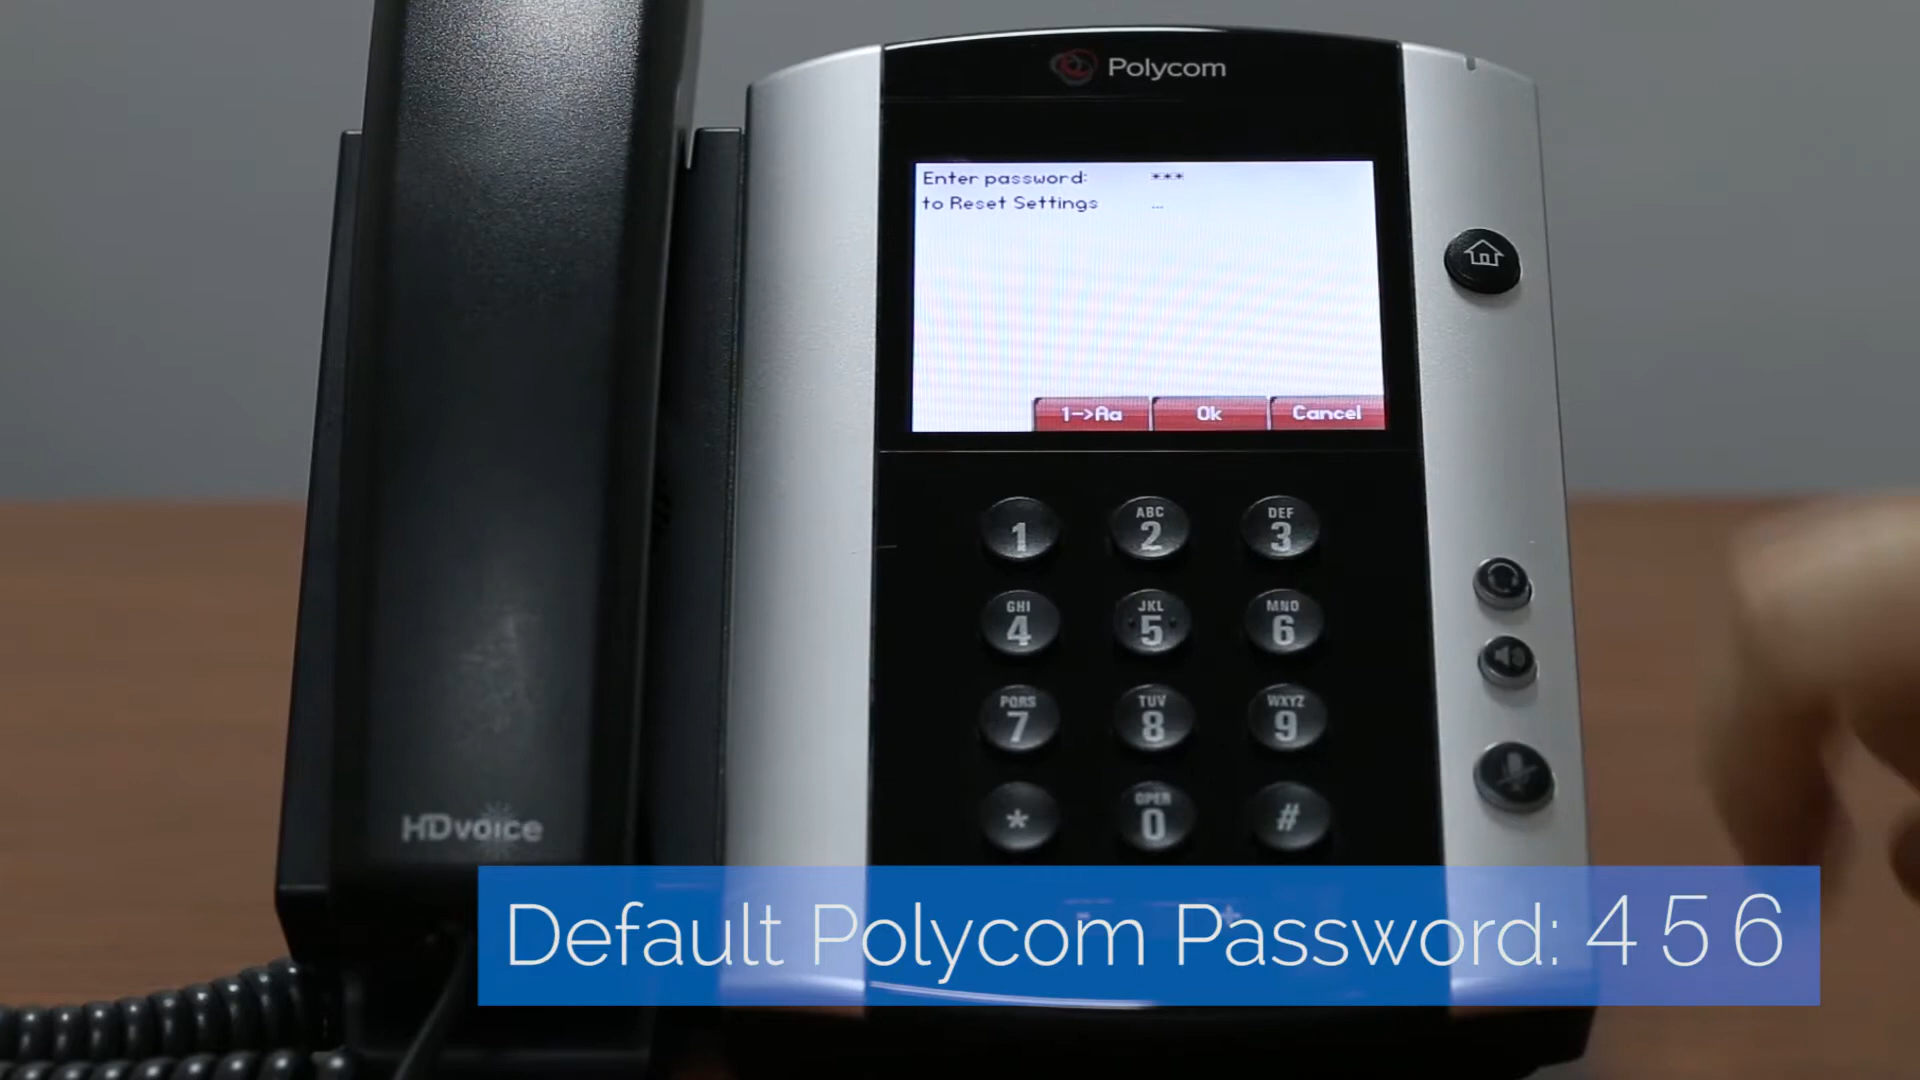 Polycom
Enter password: ***
to Reset Settings ...
1->Aa Ok Cancel
1 ABC 2 DEF 3
GHI 4 JKL 5 MNO 6
PQRS 7 TUV 8 WXYZ 9
* OPER 0 #
HDvoice
- +
Default Polycom Password: 4 5 6